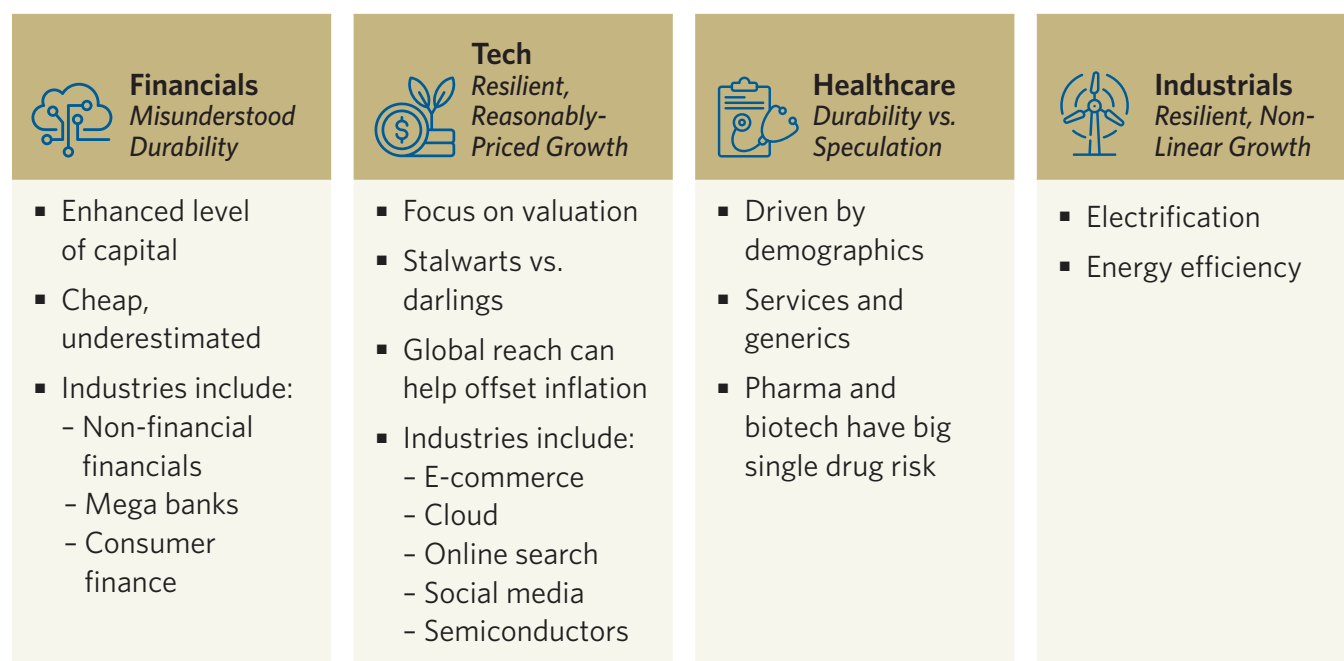 Financials
Misunderstood
Durability
▪ Enhanced level
of capital
▪ Cheap,
underestimated
▪ Industries include:
– Non-financial
financials
– Mega banks
– Consumer
finance
Tech
Resilient,
Reasonably-
Priced Growth
$
▪ Focus on valuation
▪ Stalwarts vs.
darlings
▪ Global reach can
help offset inflation
▪ Industries include:
– E-commerce
– Cloud
– Online search
– Social media
– Semiconductors
Healthcare
Durability vs.
Speculation
▪ Driven by
demographics
▪ Services and
generics
▪ Pharma and
biotech have big
single drug risk
Industrials
Resilient, Non-
Linear Growth
▪ Electrification
▪ Energy efficiency